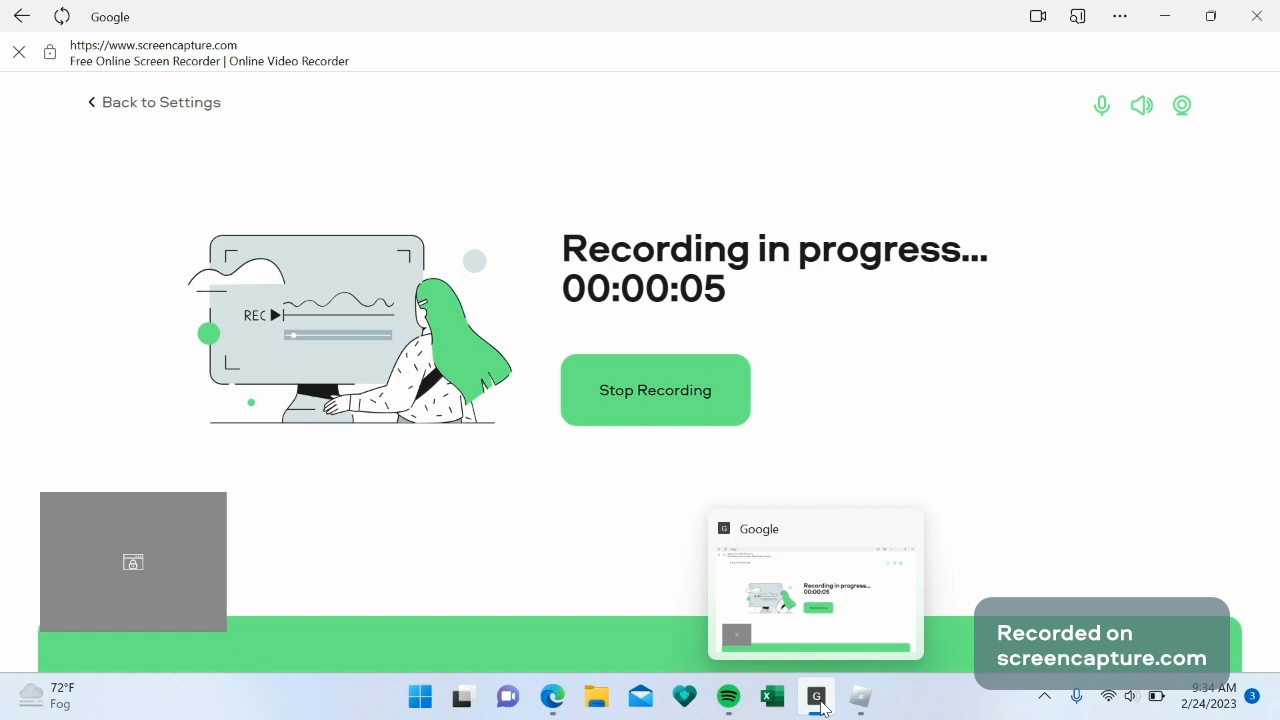 Google
https://www.screencapture.com
Free Online Screen Recorder | Online Video Recorder
Back to Settings
Recording in progress...
00:00:05
REC
Stop Recording
G Google
Recording in progress...
00:00:05
Recorded on
screencapture.com
72°F
Fog
G
9:34 AM
2/24/2023
3